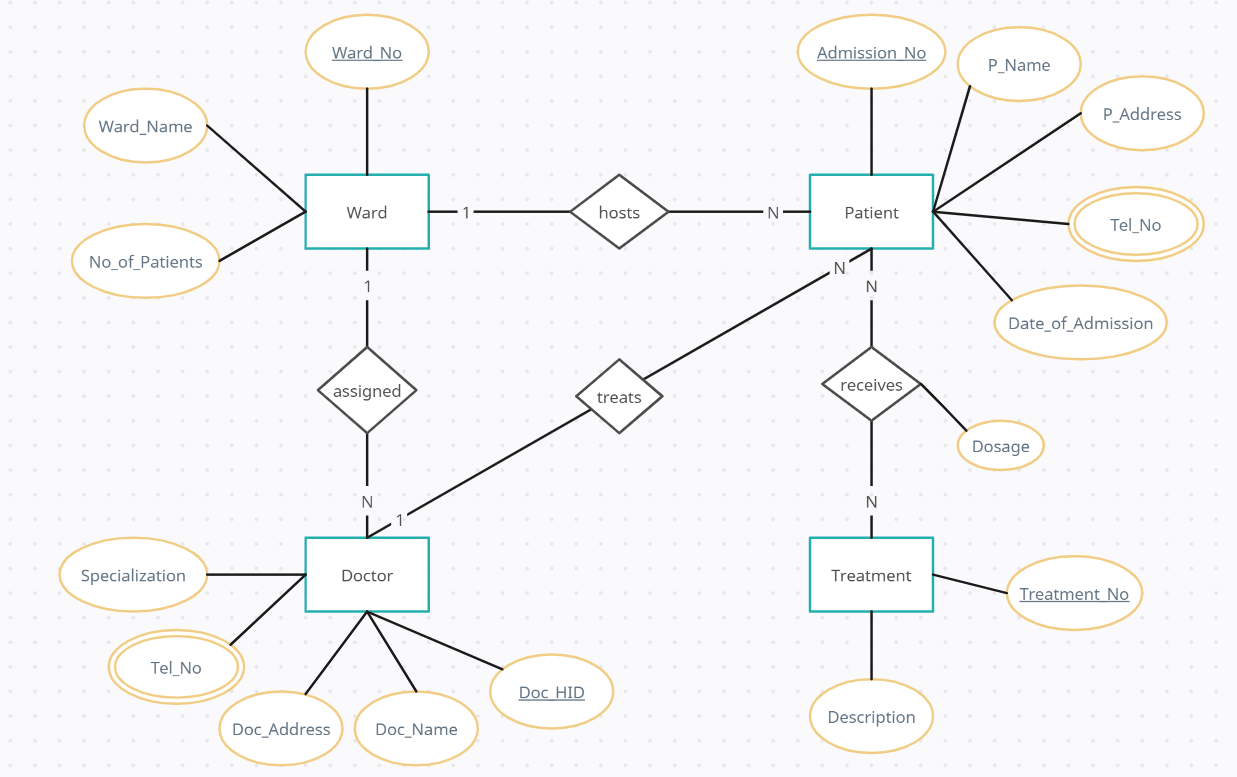 Ward_No
Admission_No
P_Name
P_Address
Ward_Name
Ward
1
hosts
N
Patient
Tel_No
No_of_Patients
N
1
N
Date_of_Admission
assigned
treats
receives
Dosage
N
1
N
Specialization
Doctor
Treatment
Treatment_No
Tel_No
Doc_HID
Doc_Address
Doc_Name
Description